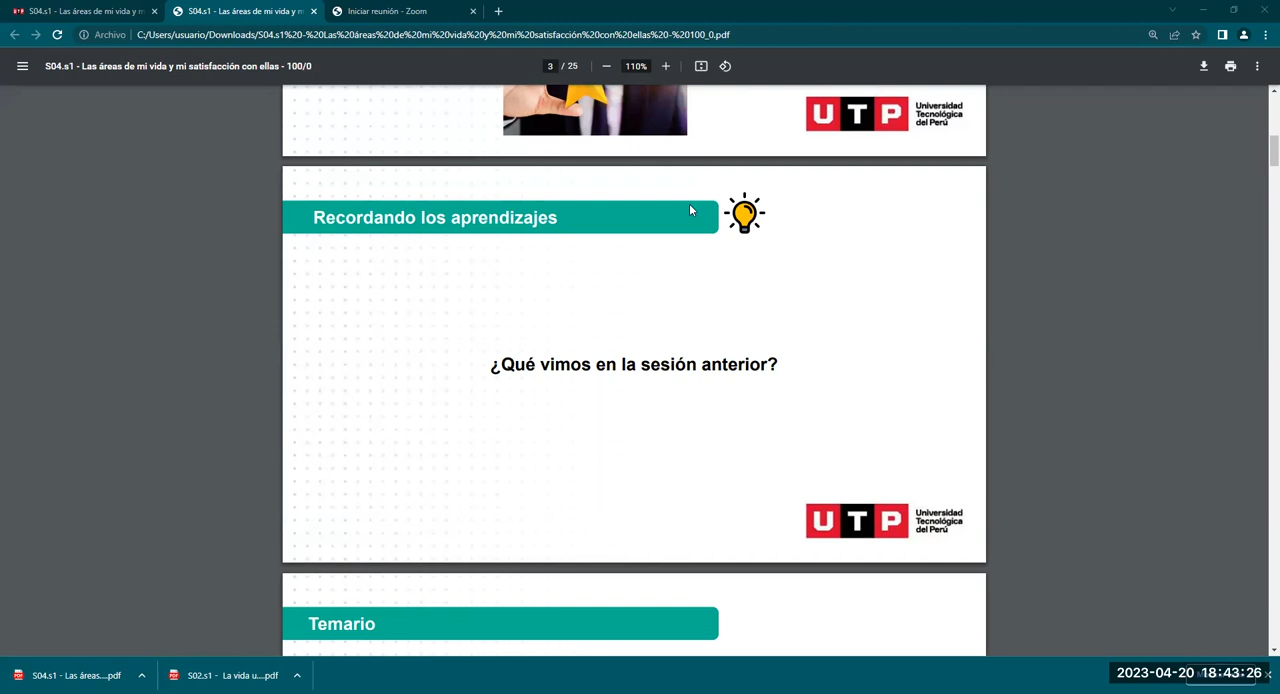 S04.s1 - Las áreas de mi vida y m
S04.s1 - Las áreas de mi vida y m
Iniciar reunión - Zoom
Archivo
C:/Users/usuario/Downloads/S04.s1%20-%20Las%20áreas%20de%20mi%20vida%20y%20mi%20satisfacción%20con%20ellas%20-%20100_0.pdf
S04.s1 - Las áreas de mi vida y mi satisfacción con ellas - 100/0
3 / 25
110%
UTP
Universidad
Tecnológica
del Perú
Recordando los aprendizajes
¿Qué vimos en la sesión anterior?
UTP
Universidad
Tecnológica
del Perú
Temario
S04.s1 - Las áreas....pdf
S02.s1 - La vida u....pdf
2023-04-20 18:43:26